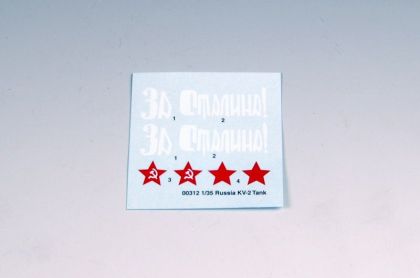 За Сталина!
1 2
За Сталина!
1 2
3 4
00312 1/35 Russia KV-2 Tank